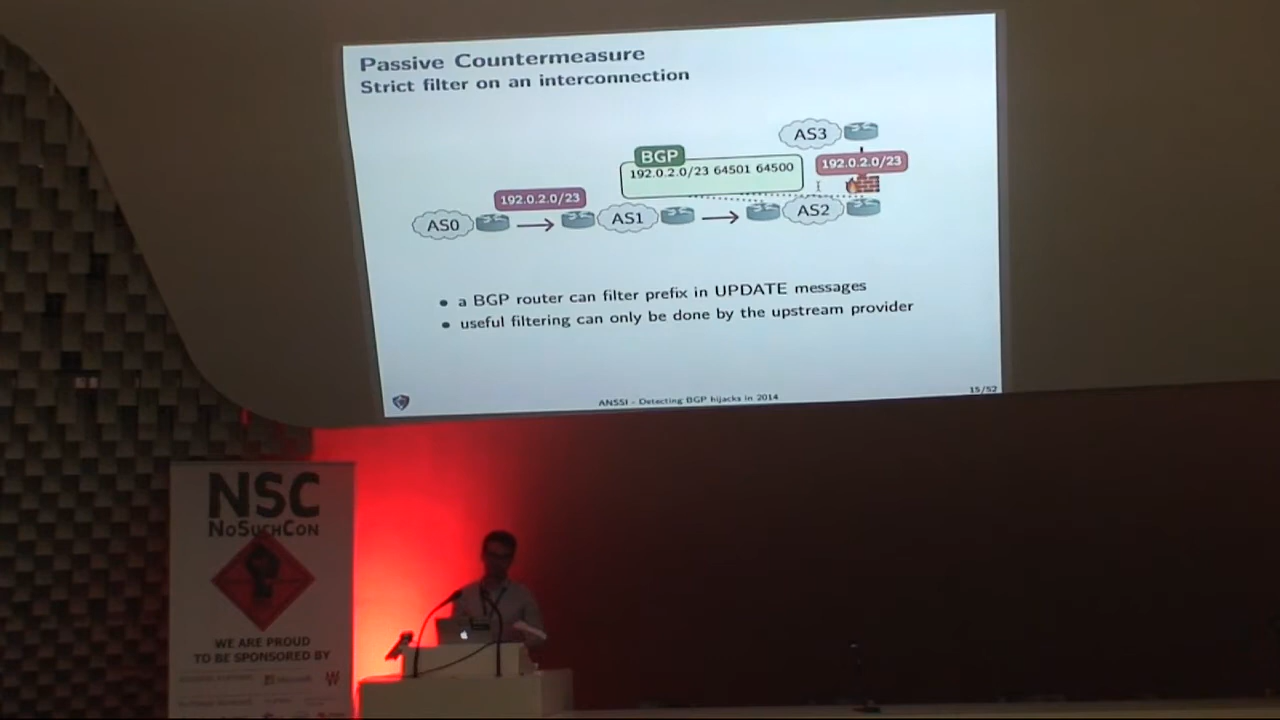 Passive Countermeasure
Strict filter on an interconnection
AS3
BGP
192.0.2.0/23 64501 64500
192.0.2.0/23
192.0.2.0/23
AS0
AS1
AS2
• a BGP router can filter prefix in UPDATE messages
• useful filtering can only be done by the upstream provider
ANSSI - Detecting BGP hijacks in 2014
15/52
NSC
NoSuchCon
WE ARE PROUD
TO BE SPONSORED BY